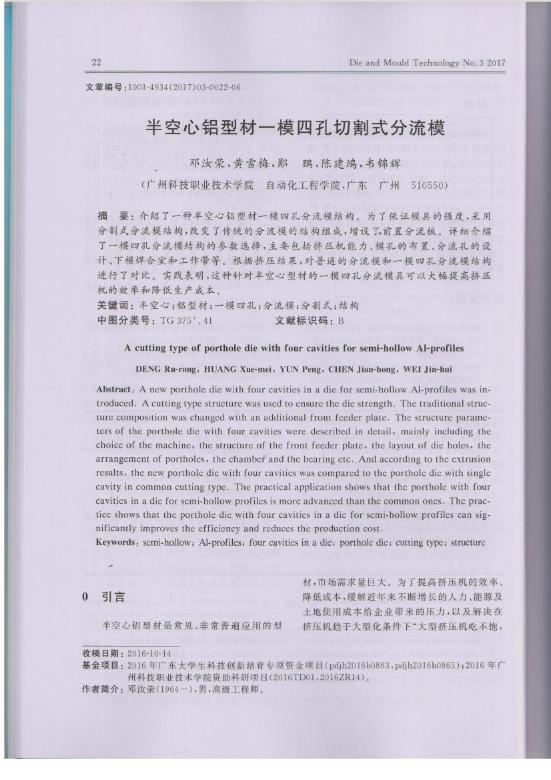 22
Die and Mould Technology No. 3 2017
文章编号:1001-4934(2017)03-0022-06
半空心铝型材一模四孔切割式分流模
邓汝荣,黄雪梅,郧 鹏,陈建鸿,韦锦辉
(广州科技职业技术学院 自动化工程学院,广东 广州 510550)
摘 要:介绍了一种半空心铝型材一模四孔分流模结构。为了保证模具的强度,采用
分割式分流模结构,改变了传统的分流模的结构组成,增设了前置分流板。详细介绍
了一模四孔分流模结构的参数选择,主要包括挤压机能力、模孔的布置、分流孔的设
计、下模焊合室和工作带等。根据挤压结果,对普通的分流模和一模四孔分流模结构
进行了对比。实践表明,这种针对半空心型材的一模四孔分流模具可以大幅提高挤压
机的效率和降低生产成本。
关键词:半空心;铝型材;一模四孔;分流模;分割式;结构
中图分类号:TG 375+.41 文献标识码:B
A cutting type of porthole die with four cavities for semi-hollow Al-profiles
DENG Ru-rong, HUANG Xue-mei, YUN Peng, CHEN Jian-hong, WEI Jin-hui
Abstract: A new porthole die with four cavities in a die for semi-hollow Al-profiles was in-
troduced. A cutting type structure was used to ensure the die strength. The traditional struc-
ture composition was changed with an additional front feeder plate. The structure parame-
ters of the porthole die with four cavities were described in detail, mainly including the
choice of the machine, the structure of the front feeder plate, the layout of die holes, the
arrangement of portholes, the chamber and the bearing etc. And according to the extrusion
results, the new porthole die with four cavities was compared to the porthole die with single
cavity in common cutting type. The practical application shows that the porthole with four
cavities in a die for semi-hollow profiles is more advanced than the common ones. The prac-
tice shows that the porthole die with four cavities in a die for semi-hollow profiles can sig-
nificantly improves the efficiency and reduces the production cost.
Keywords: semi-hollow; Al-profiles; four cavities in a die; porthole die; cutting type; structure
0 引言
半空心铝型材是常见、非常普遍应用的型
材,市场需求量巨大。为了提高挤压机的效率、
降低成本,缓解近年来不断增长的人力、能源及
土地使用成本给企业带来的压力,以及解决在
挤压机趋于大型化条件下“大型挤压机吃不饱,
收稿日期:2016-10-14
基金项目:2016年广东大学生科技创新培育专项资金项目(pdjh2016b0863,pdjh2016b0865);2016年广
州科技职业技术学院资助科研项目(2016TD01,2016ZR14)。
作者简介:邓汝荣(1964-),男,高级工程师。